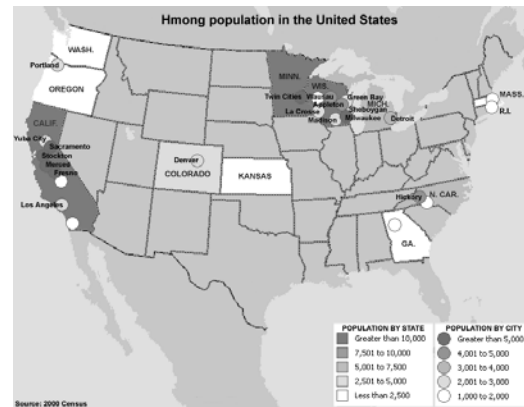 Hmong population in the United States
WASH.
Portland
OREGON
MINN.
WIS.
Twin Cities
Wausau
Green Bay
Appleton
MICH.
Sheboygan
La Crosse
Milwaukee
Madison
Detroit
MASS.
R.I.
CALIF.
Yuba City
Sacramento
Stockton
Merced
Fresno
Denver
COLORADO
KANSAS
Los Angeles
Hickory
N. CAR.
GA.
POPULATION BY STATE
Greater than 10,000
7,501 to 10,000
5,001 to 7,500
2,501 to 5,000
Less than 2,500
POPULATION BY CITY
Greater than 5,000
4,001 to 5,000
3,001 to 4,000
2,001 to 3,000
1,000 to 2,000
Source: 2000 Census